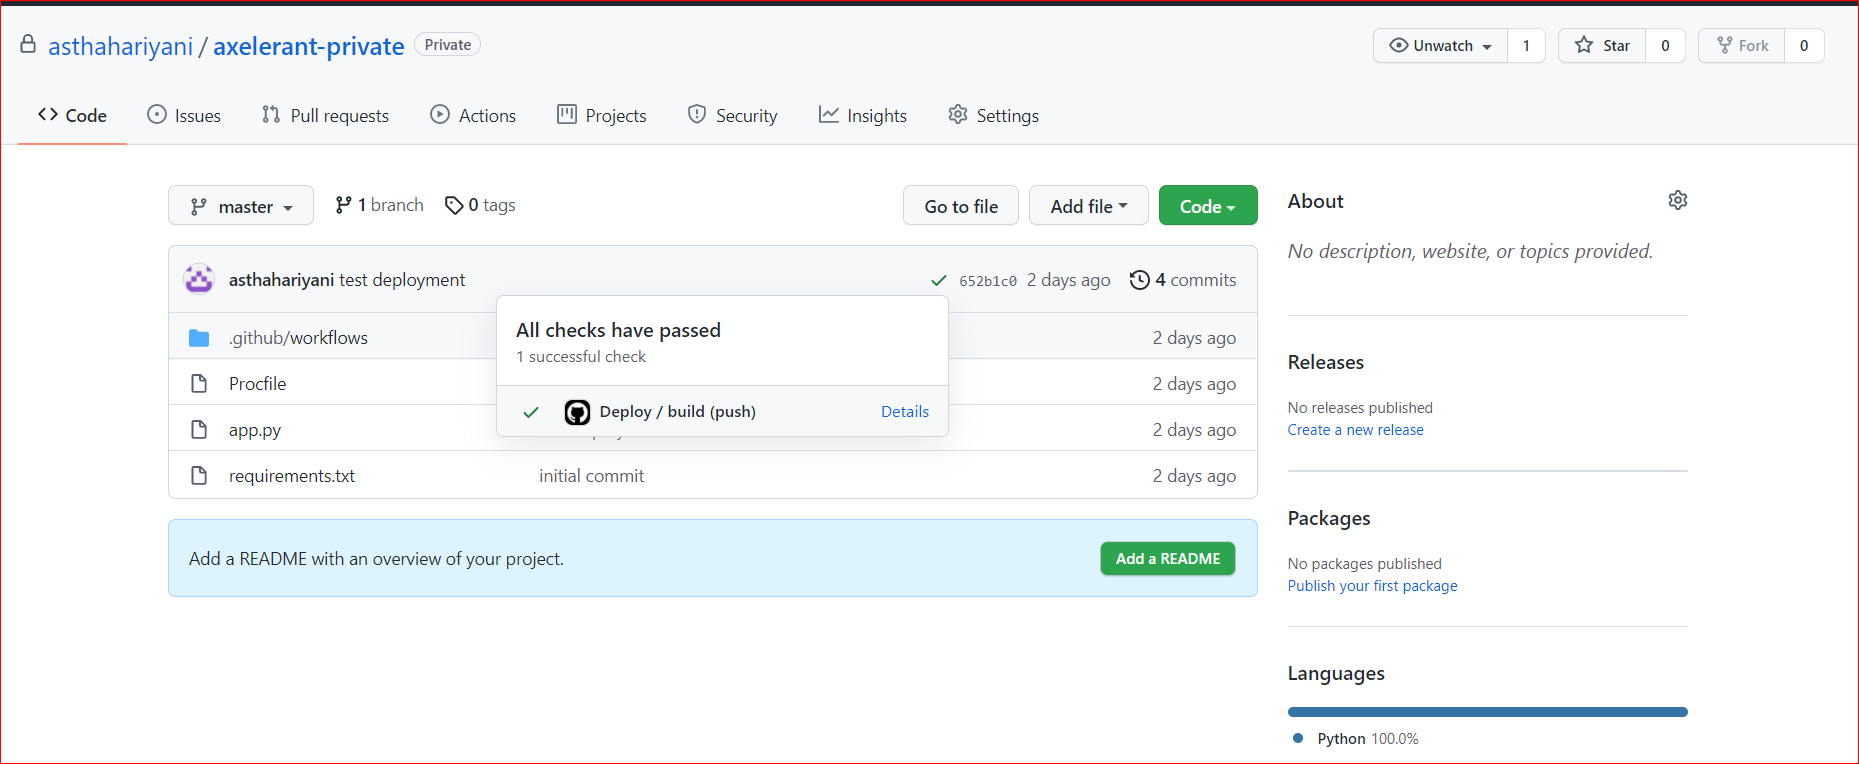 asthahariyani / axelerant-private Private
Unwatch 1 Star 0 Fork 0
Code Issues Pull requests Actions Projects Security Insights Settings
master 1 branch 0 tags Go to file Add file Code
asthahariyani test deployment 652b1c0 2 days ago 4 commits
All checks have passed
1 successful check
Deploy / build (push) Details
.github/workflows 2 days ago
Procfile 2 days ago
app.py 2 days ago
requirements.txt initial commit 2 days ago
Add a README with an overview of your project. Add a README
About
No description, website, or topics provided.
Releases
No releases published
Create a new release
Packages
No packages published
Publish your first package
Languages
Python 100.0%